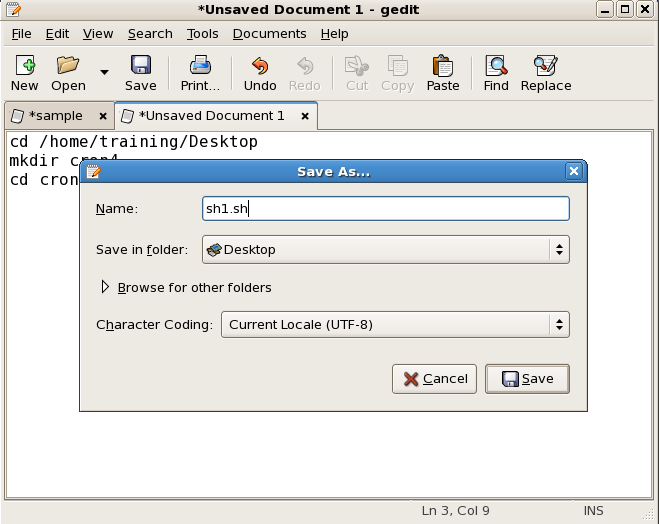 *Unsaved Document 1 - gedit
File Edit View Search Tools Documents Help
New Open Save Print... Undo Redo Cut Copy Paste Find Replace
*sample *Unsaved Document 1
cd /home/training/Desktop
mkdir cron4
cd cron
Save As...
Name: sh1.sh
Save in folder: Desktop
Browse for other folders
Character Coding: Current Locale (UTF-8)
Cancel Save
Ln 3, Col 9 INS